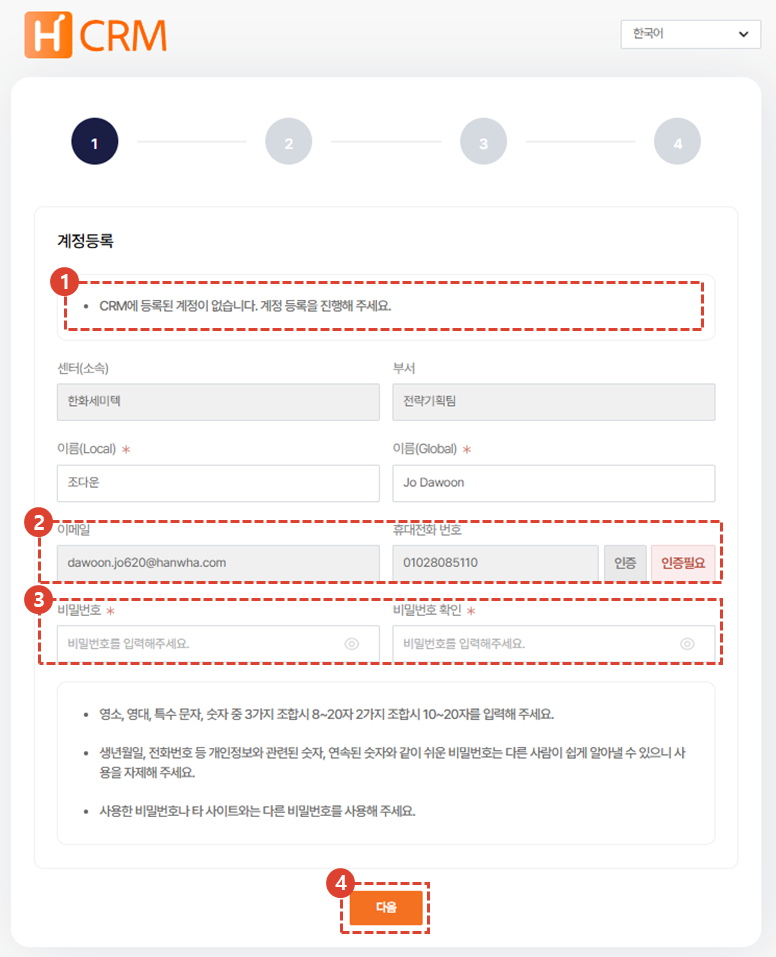 H CRM
한국어
1
2
3
4
계정등록
1
• CRM에 등록된 계정이 없습니다. 계정 등록을 진행해 주세요.
센터(소속)
부서
한화세미텍
전략기획팀
이름(Local) *
이름(Global) *
조다운
Jo Dawoon
2
이메일
휴대전화 번호
dawoon.jo620@hanwha.com
01028085110
인증
인증필요
3
비밀번호 *
비밀번호 확인 *
비밀번호를 입력해주세요.
비밀번호를 입력해주세요.
• 영소, 영대, 특수 문자, 숫자 중 3가지 조합시 8~20자 2가지 조합시 10~20자를 입력해 주세요.
• 생년월일, 전화번호 등 개인정보와 관련된 숫자, 연속된 숫자와 같이 쉬운 비밀번호는 다른 사람이 쉽게 알아낼 수 있으니 사
용을 자제해 주세요.
• 사용한 비밀번호나 타 사이트와는 다른 비밀번호를 사용해 주세요.
4
다음